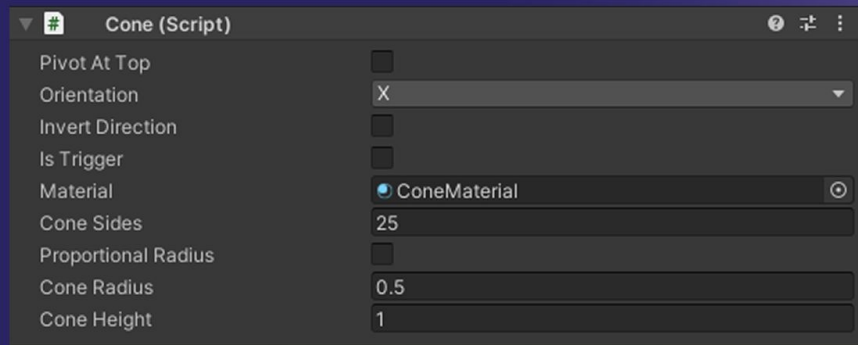 # Cone (Script)
Pivot At Top
Orientation X
Invert Direction
Is Trigger
Material ConeMaterial
Cone Sides 25
Proportional Radius
Cone Radius 0.5
Cone Height 1